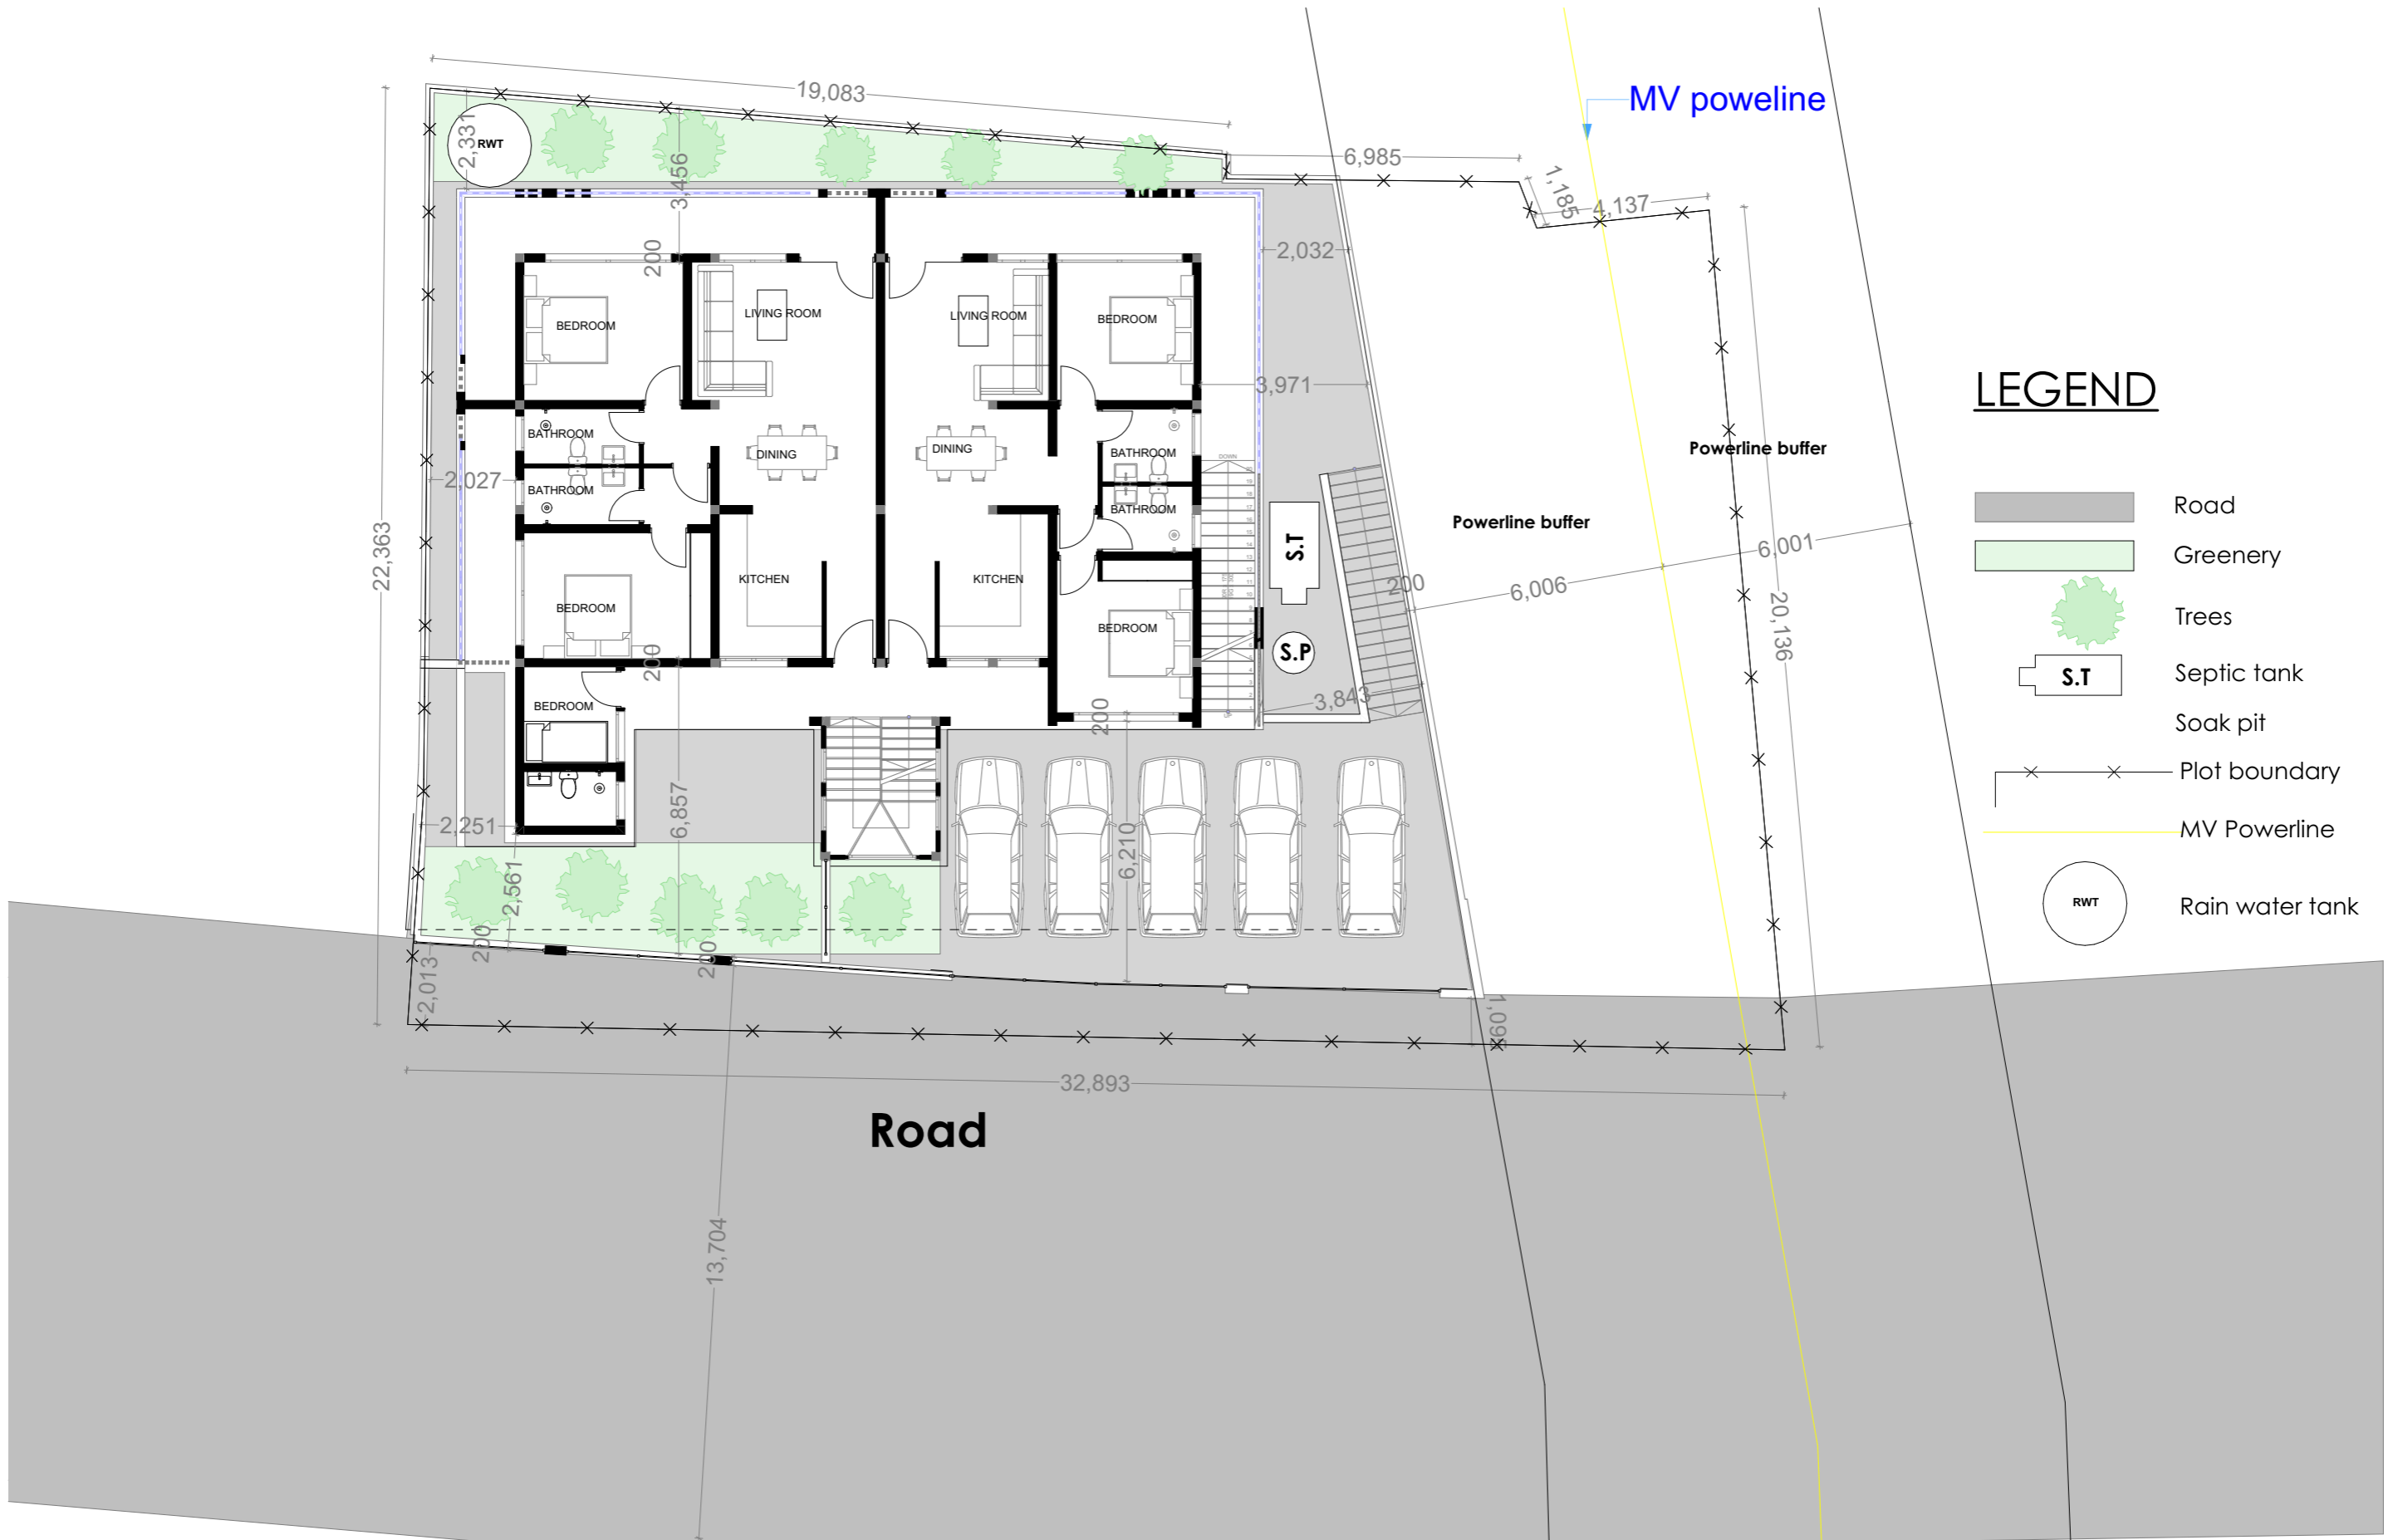 19,083
MV poweline
RWT
2,331
3,456
6,985
1,185
4,137
2,032
200
BEDROOM
LIVING ROOM
LIVING ROOM
BEDROOM
3,971
LEGEND
BATHROOM
DINING
DINING
BATHROOM
DOWN
Powerline buffer
2,027
BATHROOM
BATHROOM
Road
Powerline buffer
S.T
22,363
6,001
Greenery
KITCHEN
KITCHEN
200
6,006
20,136
BEDROOM
BEDROOM
Trees
S.P
200
S.T
Septic tank
BEDROOM
3,843
200
Soak pit
Plot boundary
2,251
6,857
6,210
MV Powerline
2,561
RWT
Rain water tank
200
200
2,013
32,893
Road
13,704